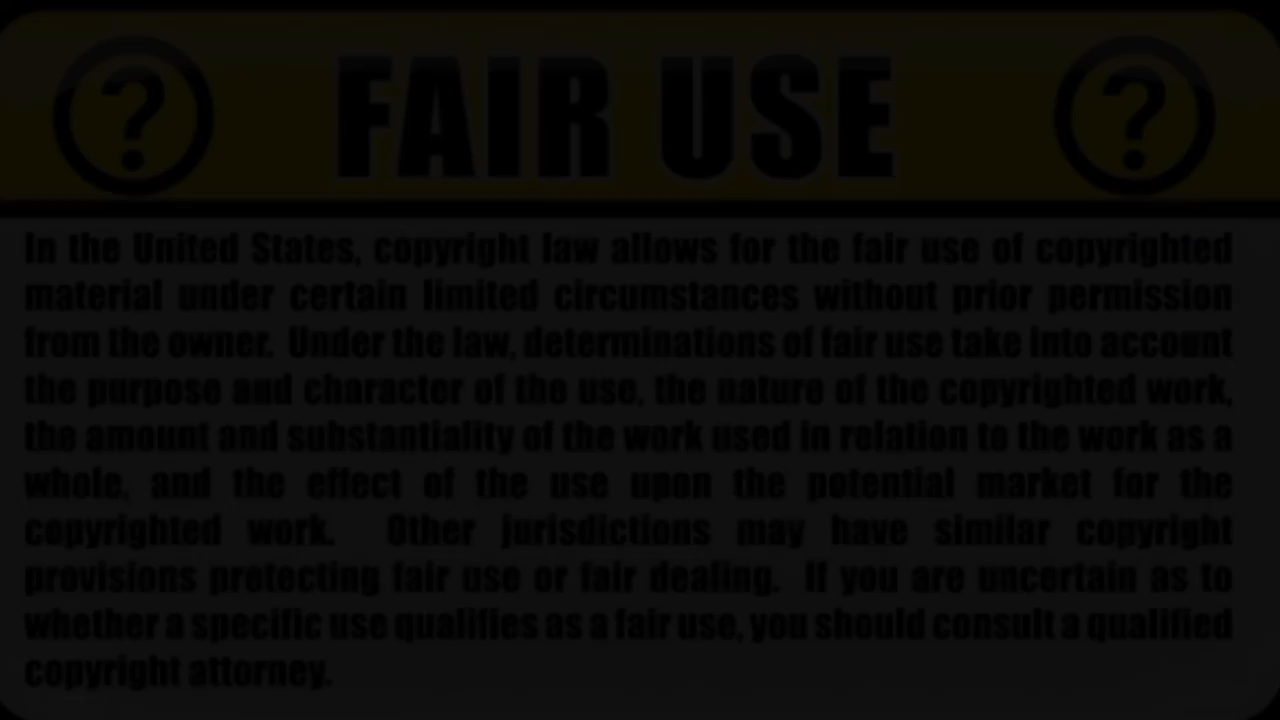 ? FAIR USE ?
In the United States, copyright law allows for the fair use of copyrighted
material under certain limited circumstances without prior permission
from the owner. Under the law, determinations of fair use take into account
the purpose and character of the use, the nature of the copyrighted work,
the amount and substantiality of the work used in relation to the work as a
whole, and the effect of the use upon the potential market for the
copyrighted work. Other jurisdictions may have similar copyright
provisions protecting fair use or fair dealing. If you are uncertain as to
whether a specific use qualifies as a fair use, you should consult a qualified
copyright attorney.